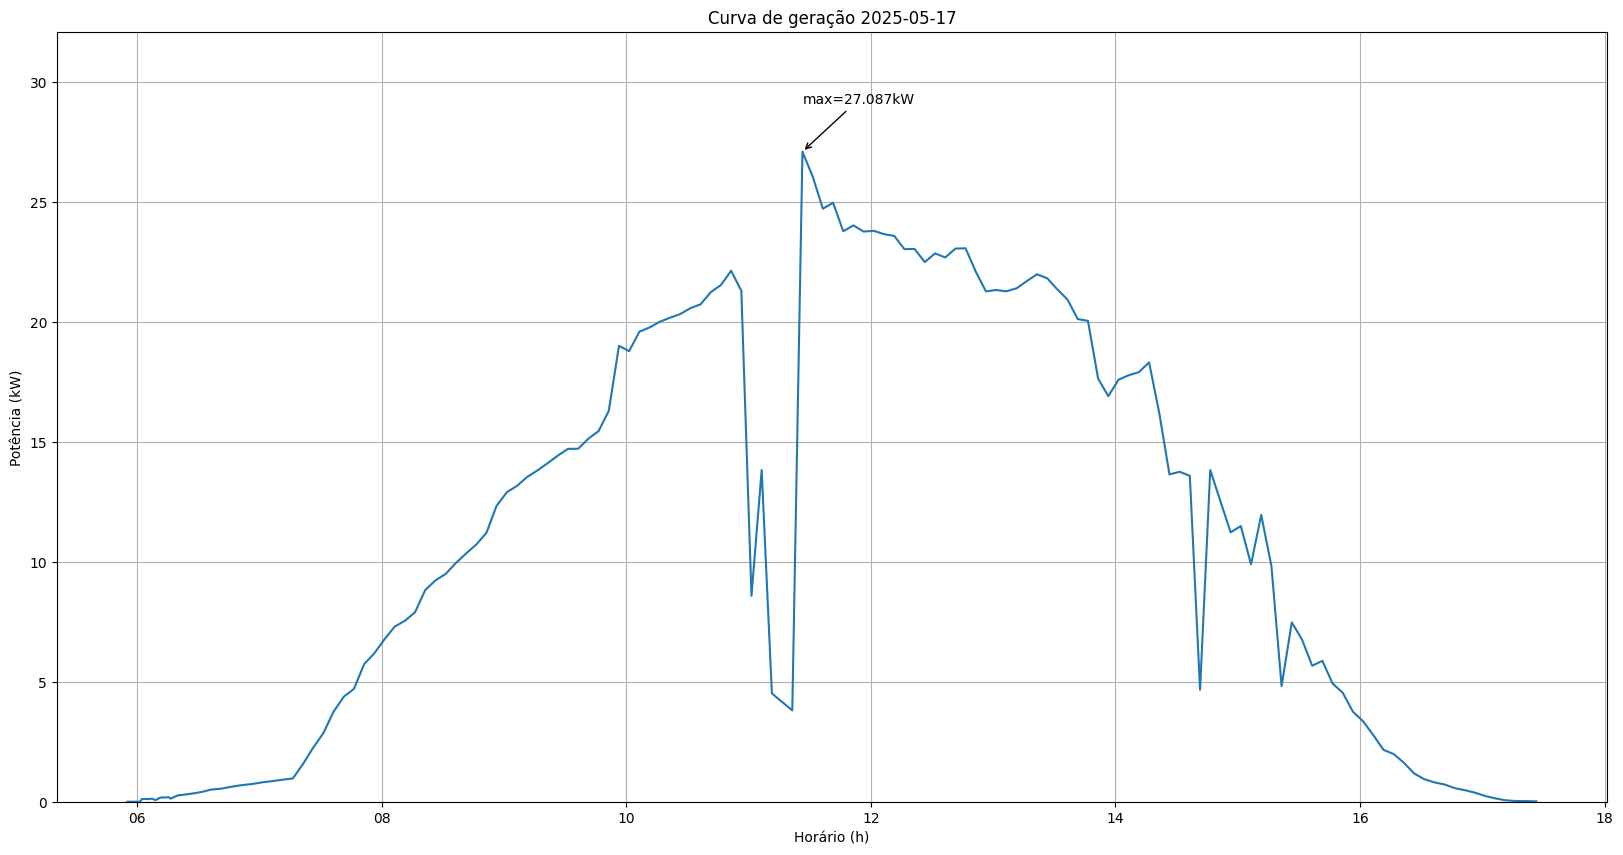 Curva de geração 2025-05-17
max=27.087kW
Potência (kW)
30
25
20
15
10
5
0
06 08 10 12 14 16 18
Horário (h)